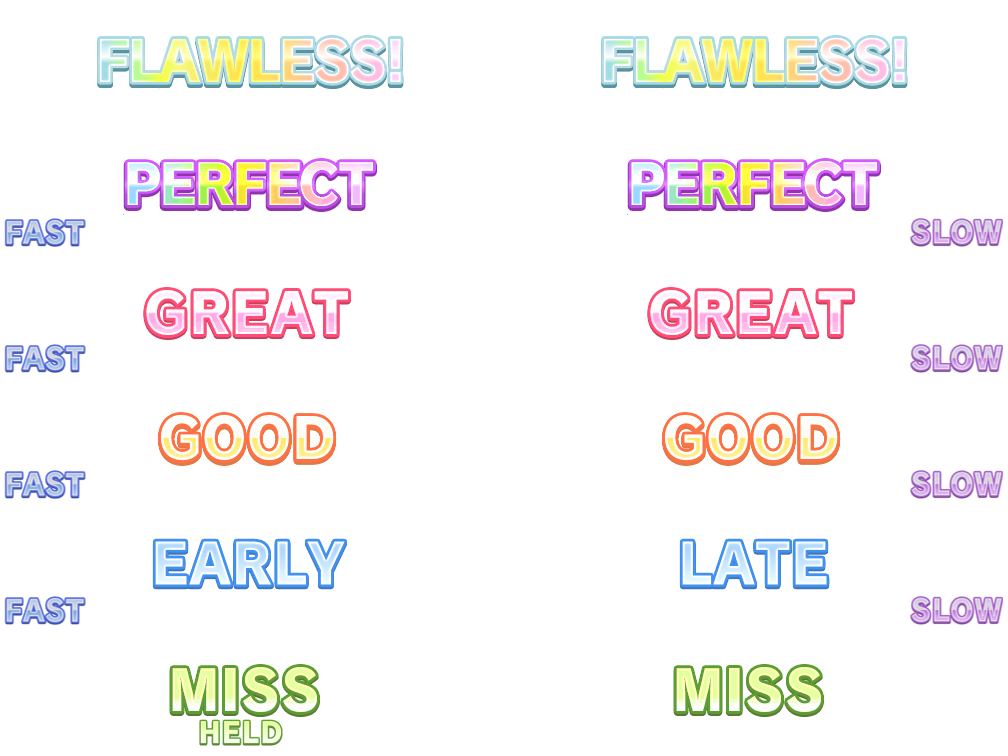 FLAWLESS! FLAWLESS!
PERFECT PERFECT
FAST SLOW
GREAT GREAT
FAST SLOW
GOOD GOOD
FAST SLOW
EARLY LATE
FAST SLOW
MISS MISS
HELD